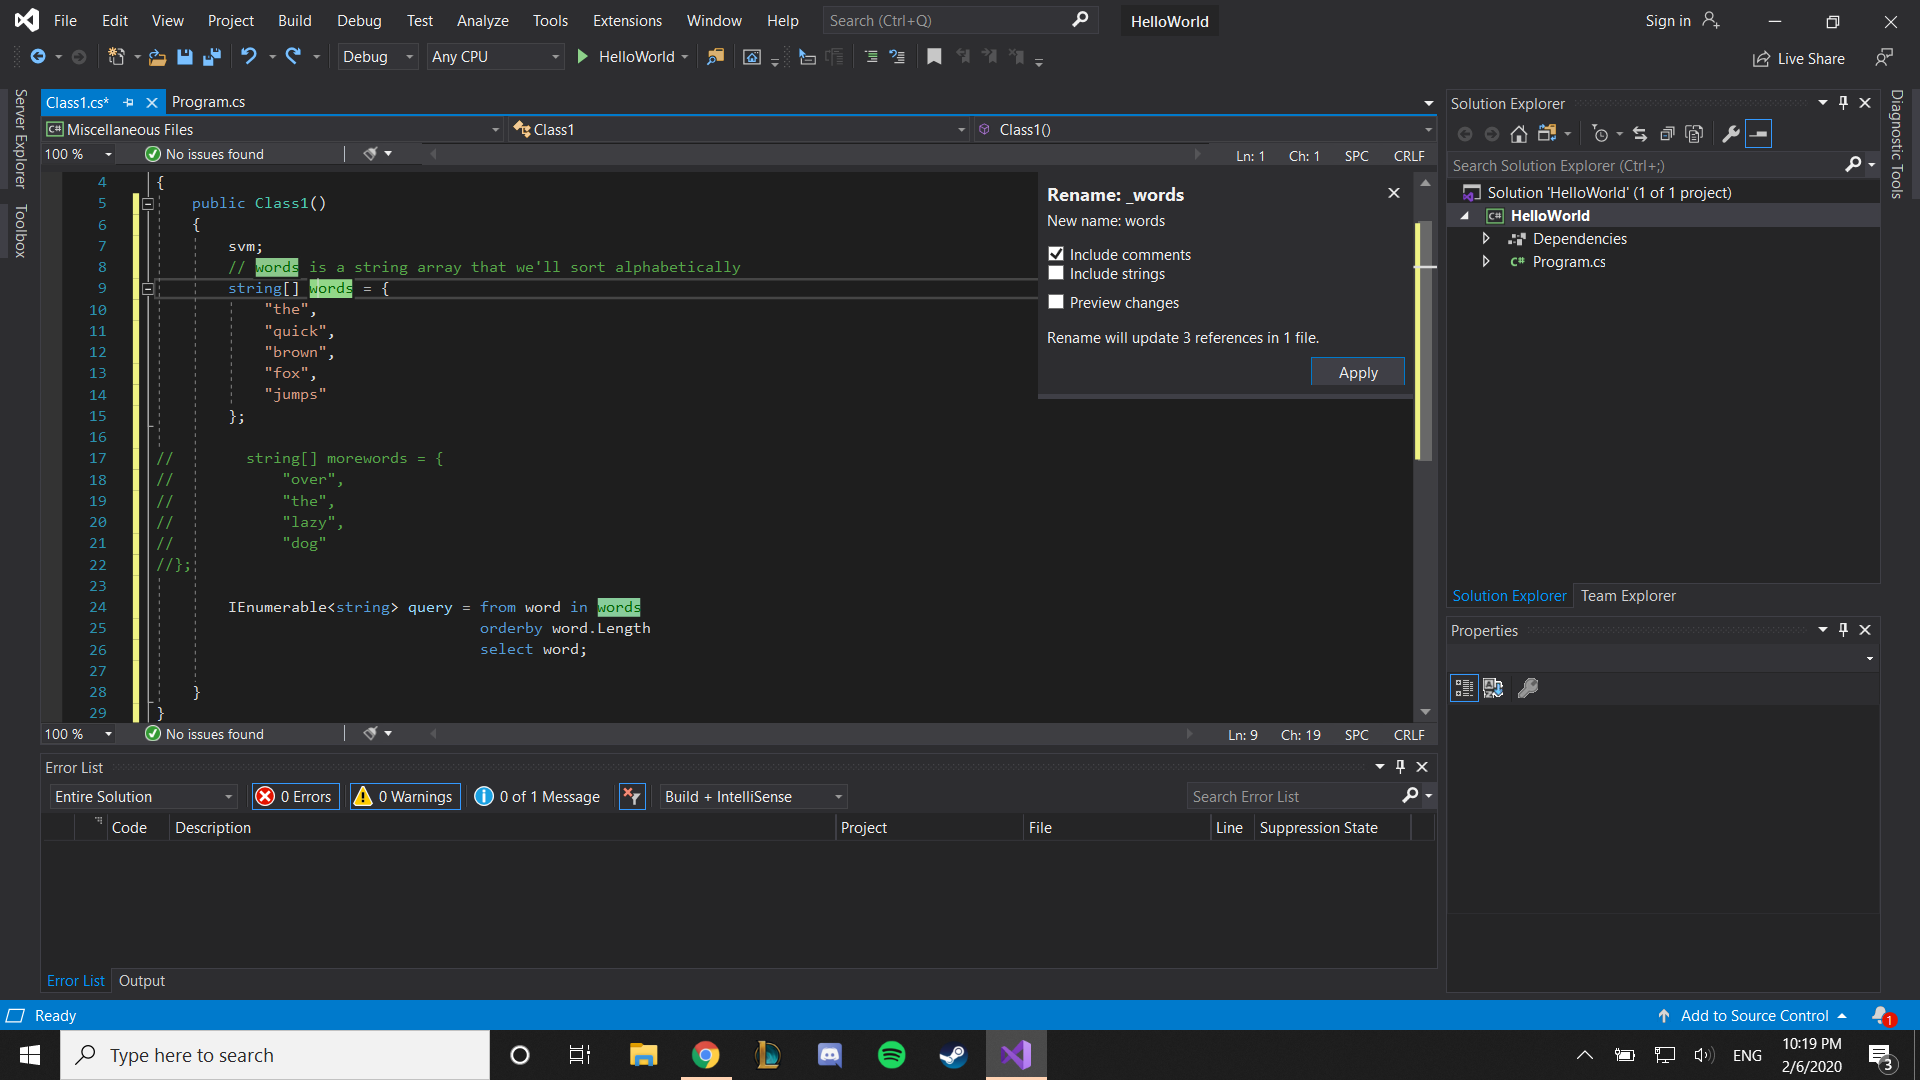 File Edit View Project Build Debug Test Analyze Tools Extensions Window Help Search (Ctrl+Q) HelloWorld Sign in
Debug Any CPU HelloWorld Live Share
Server Explorer
Toolbox
Class1.cs* Program.cs
C# Miscellaneous Files Class1 Class1()
100 % No issues found Ln: 1 Ch: 1 SPC CRLF
4 {
5 public Class1()
6 {
7 svm;
8 // words is a string array that we'll sort alphabetically
9 string[] words = {
10 "the",
11 "quick",
12 "brown",
13 "fox",
14 "jumps"
15 };
16
17 // string[] morewords = {
18 // "over",
19 // "the",
20 // "lazy",
21 // "dog"
22 //};
23
24 IEnumerable<string> query = from word in words
25 orderby word.Length
26 select word;
27
28 }
29 }
Rename: _words
New name: words
Include comments
Include strings
Preview changes
Rename will update 3 references in 1 file.
Apply
100 % No issues found Ln: 9 Ch: 19 SPC CRLF
Error List
Entire Solution 0 Errors 0 Warnings 0 of 1 Message Build + IntelliSense Search Error List
Code Description Project File Line Suppression State
Error List Output
Solution Explorer
Search Solution Explorer (Ctrl+;)
Solution 'HelloWorld' (1 of 1 project)
C# HelloWorld
Dependencies
C# Program.cs
Solution Explorer Team Explorer
Properties
Diagnostic Tools
Ready Add to Source Control 1
Type here to search ENG 10:19 PM
2/6/2020 3